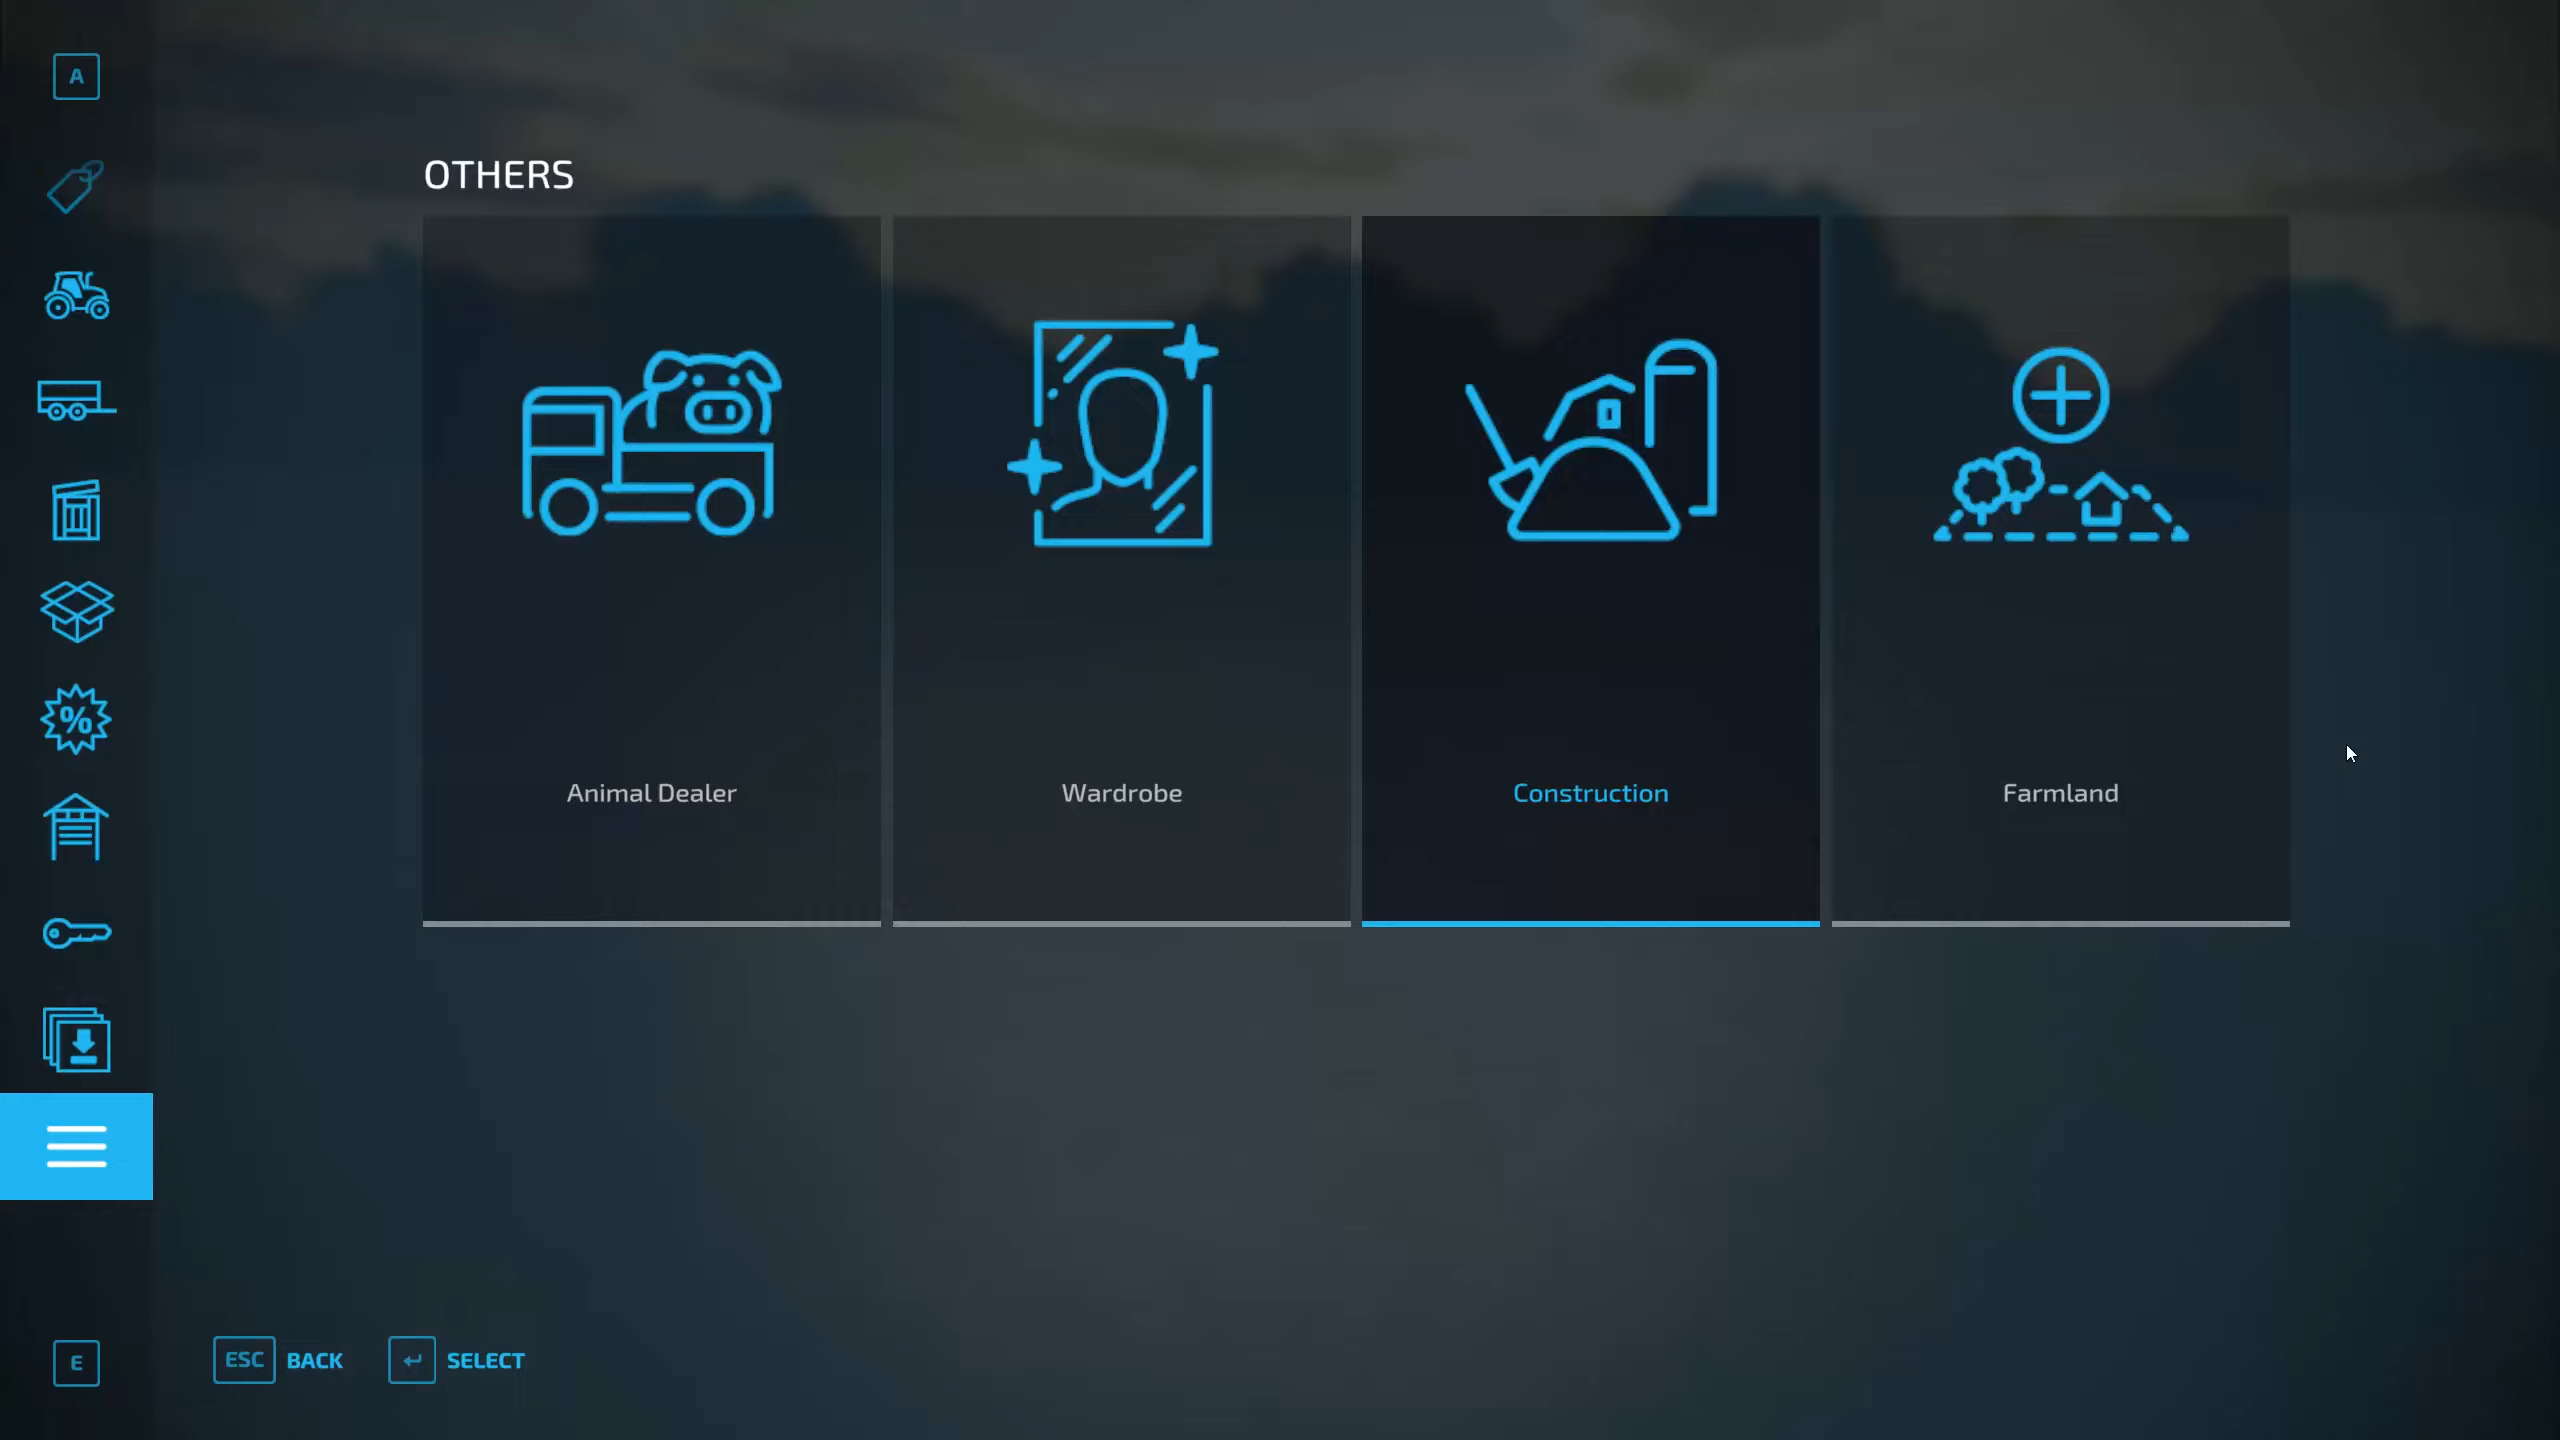 A
OTHERS
%
Animal Dealer
Wardrobe
Construction
Farmland
E
ESC BACK
SELECT